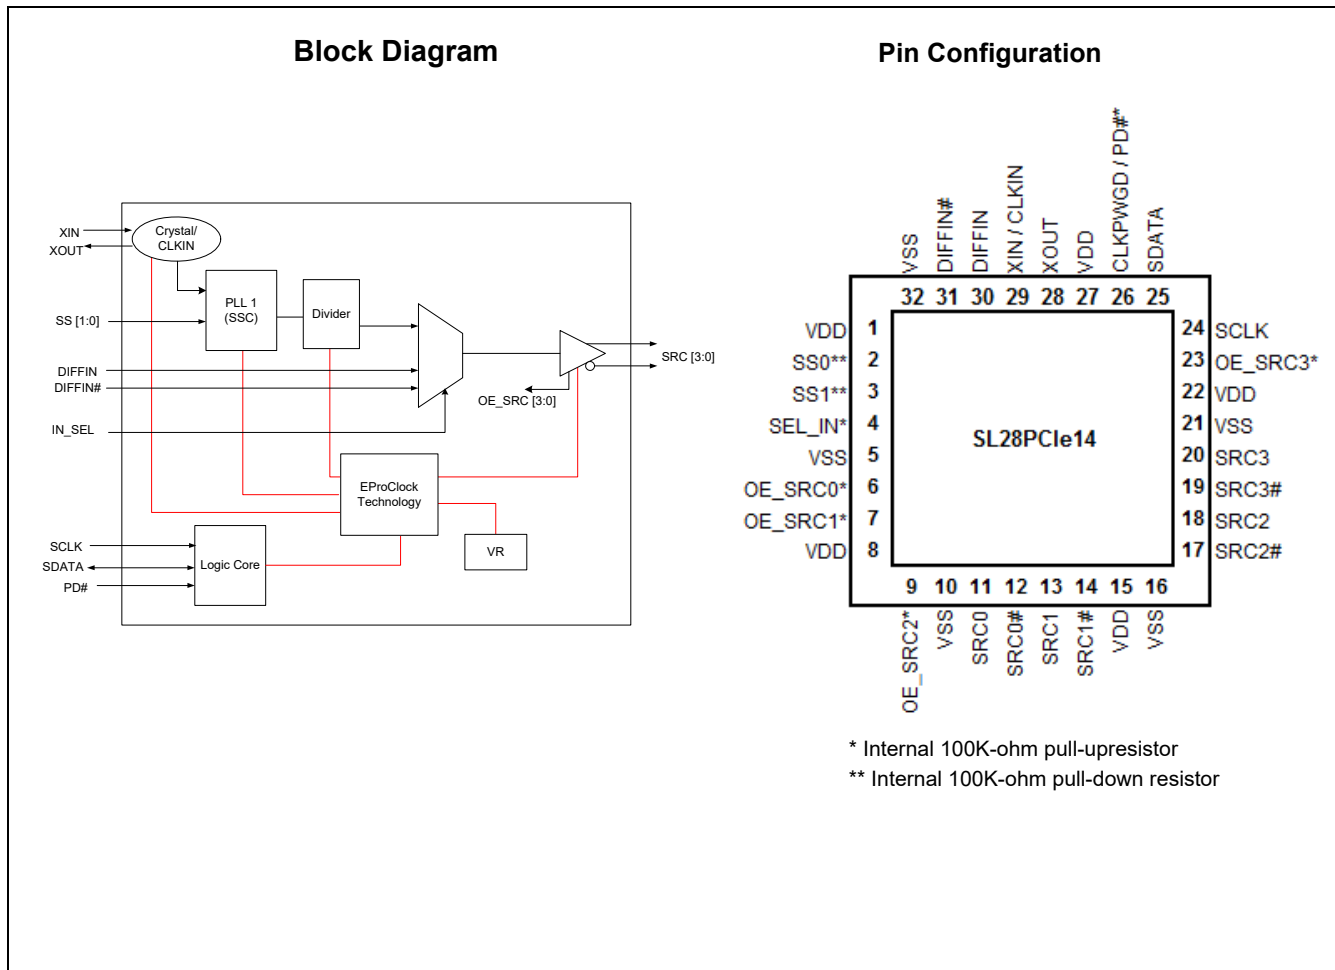 Block Diagram
XIN
XOUT
Crystal/
CLKIN
SS [1:0]
PLL 1
(SSC)
Divider
DIFFIN
DIFFIN#
IN_SEL
OE_SRC [3:0]
SRC [3:0]
EProClock
Technology
VR
SCLK
SDATA
PD#
Logic Core
Pin Configuration
VSS
DIFFIN#
DIFFIN
XIN / CLKIN
XOUT
VDD
CLKPWGD / PD#*
SDATA
32 31 30 29 28 27 26 25
VDD 1
SS0** 2
SS1** 3
SEL_IN* 4
VSS 5
OE_SRC0* 6
OE_SRC1* 7
VDD 8
SL28PCIe14
24 SCLK
23 OE_SRC3*
22 VDD
21 VSS
20 SRC3
19 SRC3#
18 SRC2
17 SRC2#
9 10 11 12 13 14 15 16
OE_SRC2*
VSS
SRC0
SRC0#
SRC1
SRC1#
VDD
VSS
* Internal 100K-ohm pull-upresistor
** Internal 100K-ohm pull-down resistor